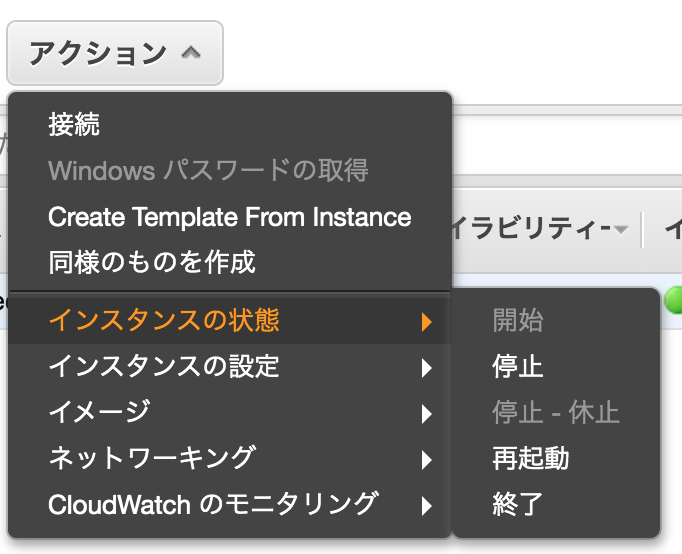 アクション
接続
Windows パスワードの取得
Create Template From Instance
イラビリティー
同様のものを作成
インスタンスの状態
インスタンスの設定
イメージ
ネットワーキング
CloudWatch のモニタリング
開始
停止
停止 - 休止
再起動
終了